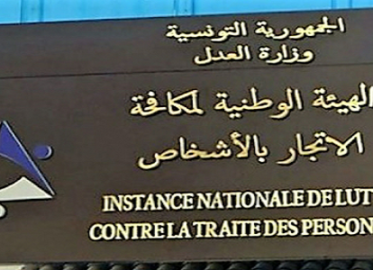 الجمهورية التونسية
وزارة العدل
الهيئة الوطنية لمكافحة
الاتجار بالأشخاص
INSTANCE NATIONALE DE LUT
CONTRE LA TRAITE DES PERSON